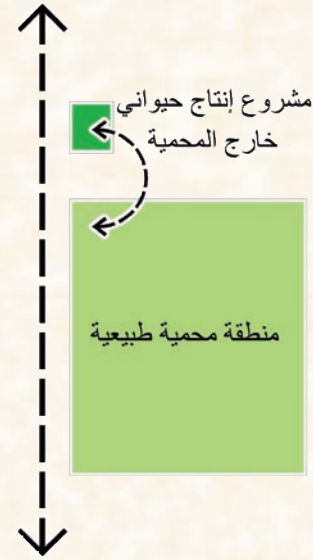 مشروع إنتاج حيواني
خارج المحمية
منطقة محمية طبيعية